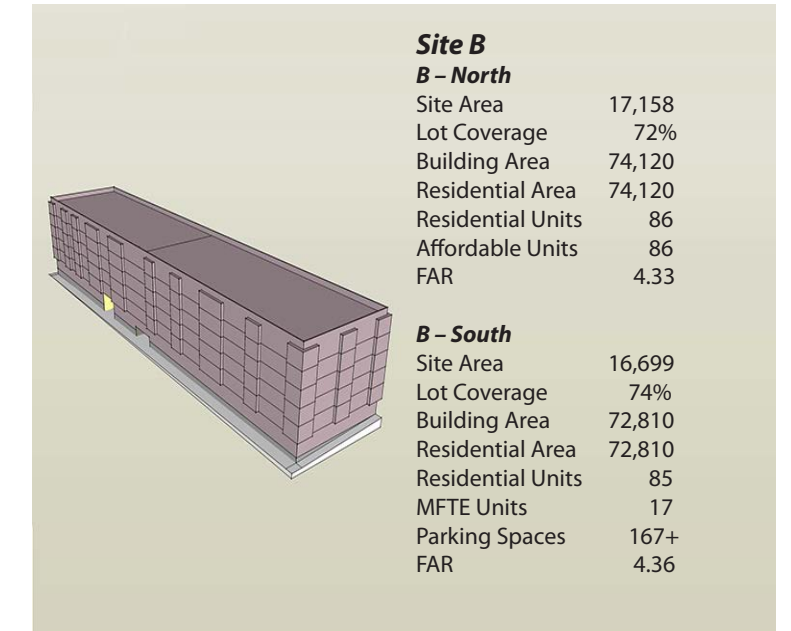 Site B
B – North
Site Area 17,158
Lot Coverage 72%
Building Area 74,120
Residential Area 74,120
Residential Units 86
Affordable Units 86
FAR 4.33
B – South
Site Area 16,699
Lot Coverage 74%
Building Area 72,810
Residential Area 72,810
Residential Units 85
MFTE Units 17
Parking Spaces 167+
FAR 4.36